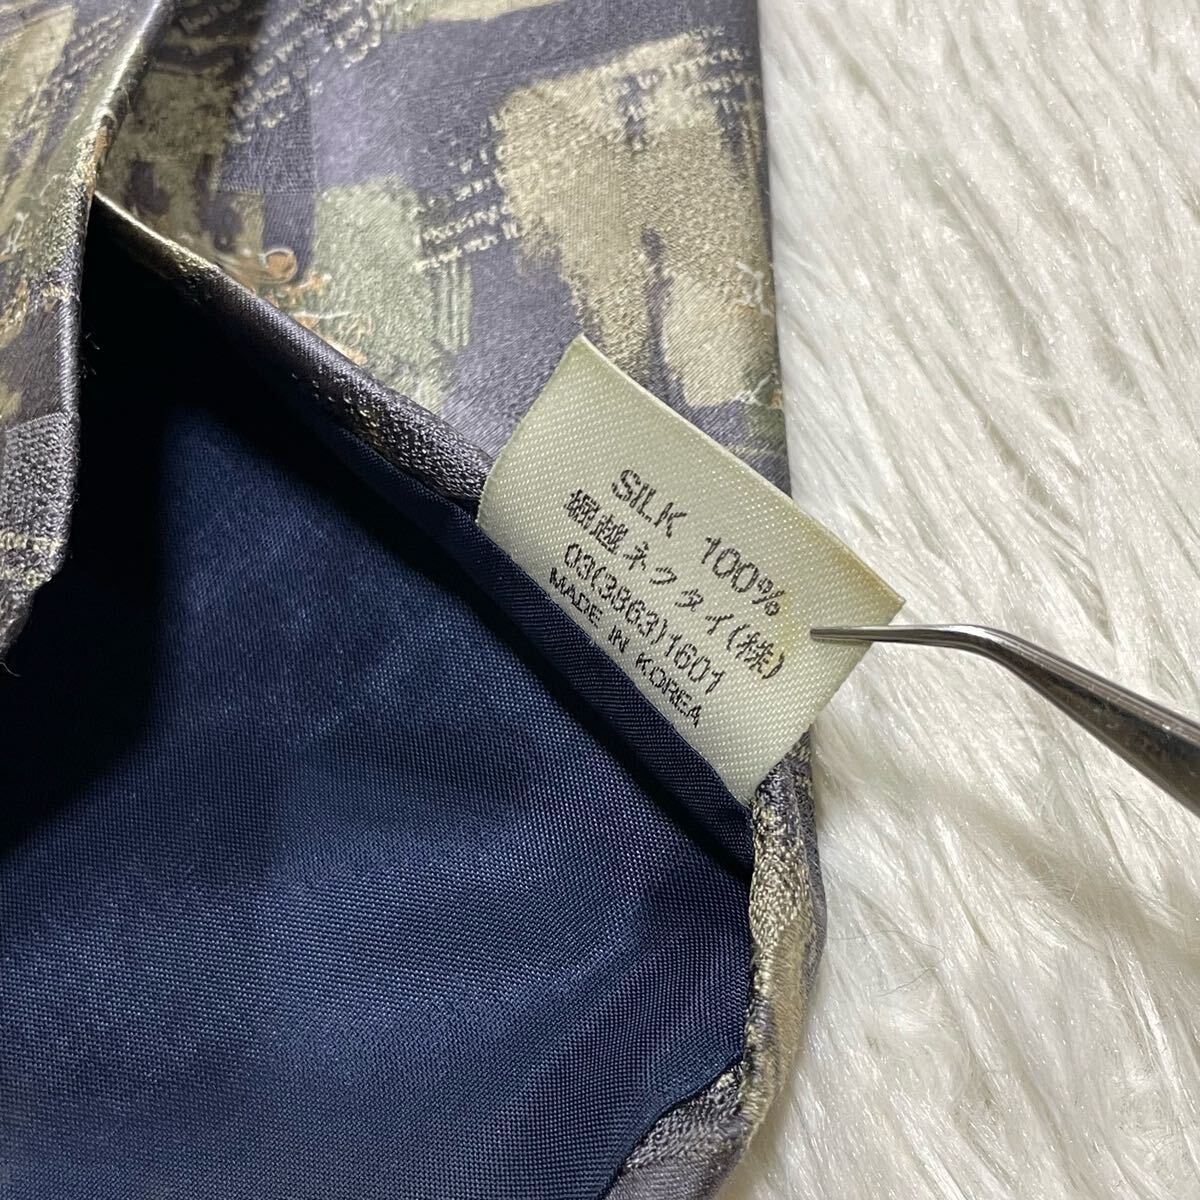 SILK 100%
堀越ネクタイ(株)
03(3863)1601
MADE IN KOREA